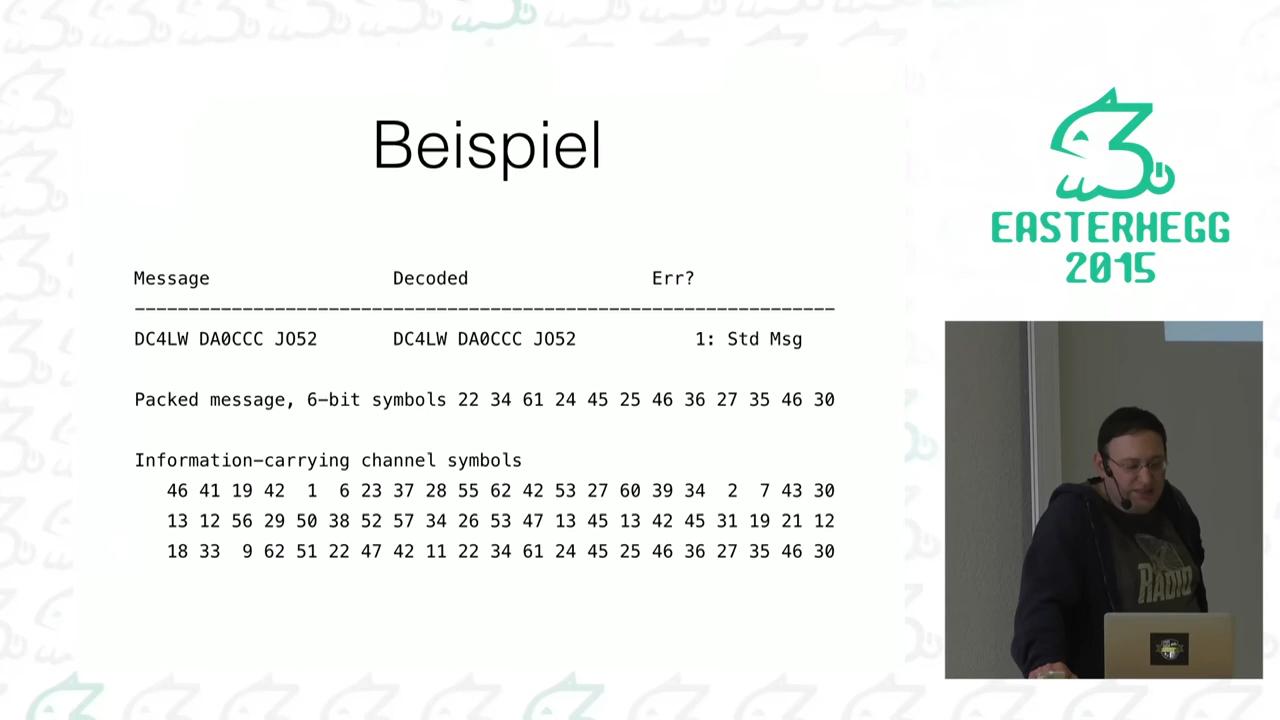 Beispiel
Message Decoded Err?
--------------------------------------------------------------------------
DC4LW DA0CCC JO52 DC4LW DA0CCC JO52 1: Std Msg
Packed message, 6-bit symbols 22 34 61 24 45 25 46 36 27 35 46 30
Information-carrying channel symbols
46 41 19 42 1 6 23 37 28 55 62 42 53 27 60 39 34 2 7 43 30
13 12 56 29 50 38 52 57 34 26 53 47 13 45 13 42 45 31 19 21 12
18 33 9 62 51 22 47 42 11 22 34 61 24 45 25 46 36 27 35 46 30
EASTERHEGG
2015
RADIO